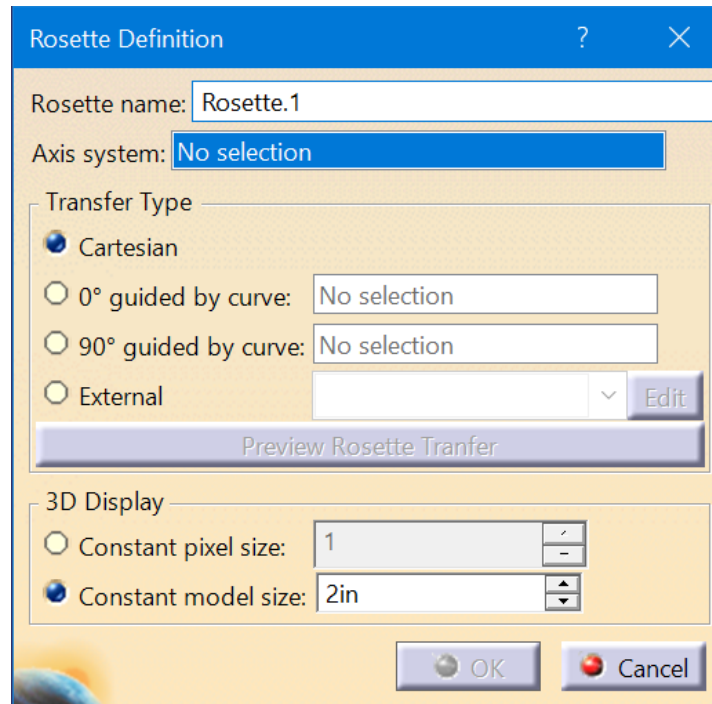 Rosette Definition ? ×
Rosette name: Rosette.1
Axis system: No selection
Transfer Type
Cartesian
0° guided by curve: No selection
90° guided by curve: No selection
External Edit
Preview Rosette Tranfer
3D Display
Constant pixel size: 1
Constant model size: 2in
OK Cancel